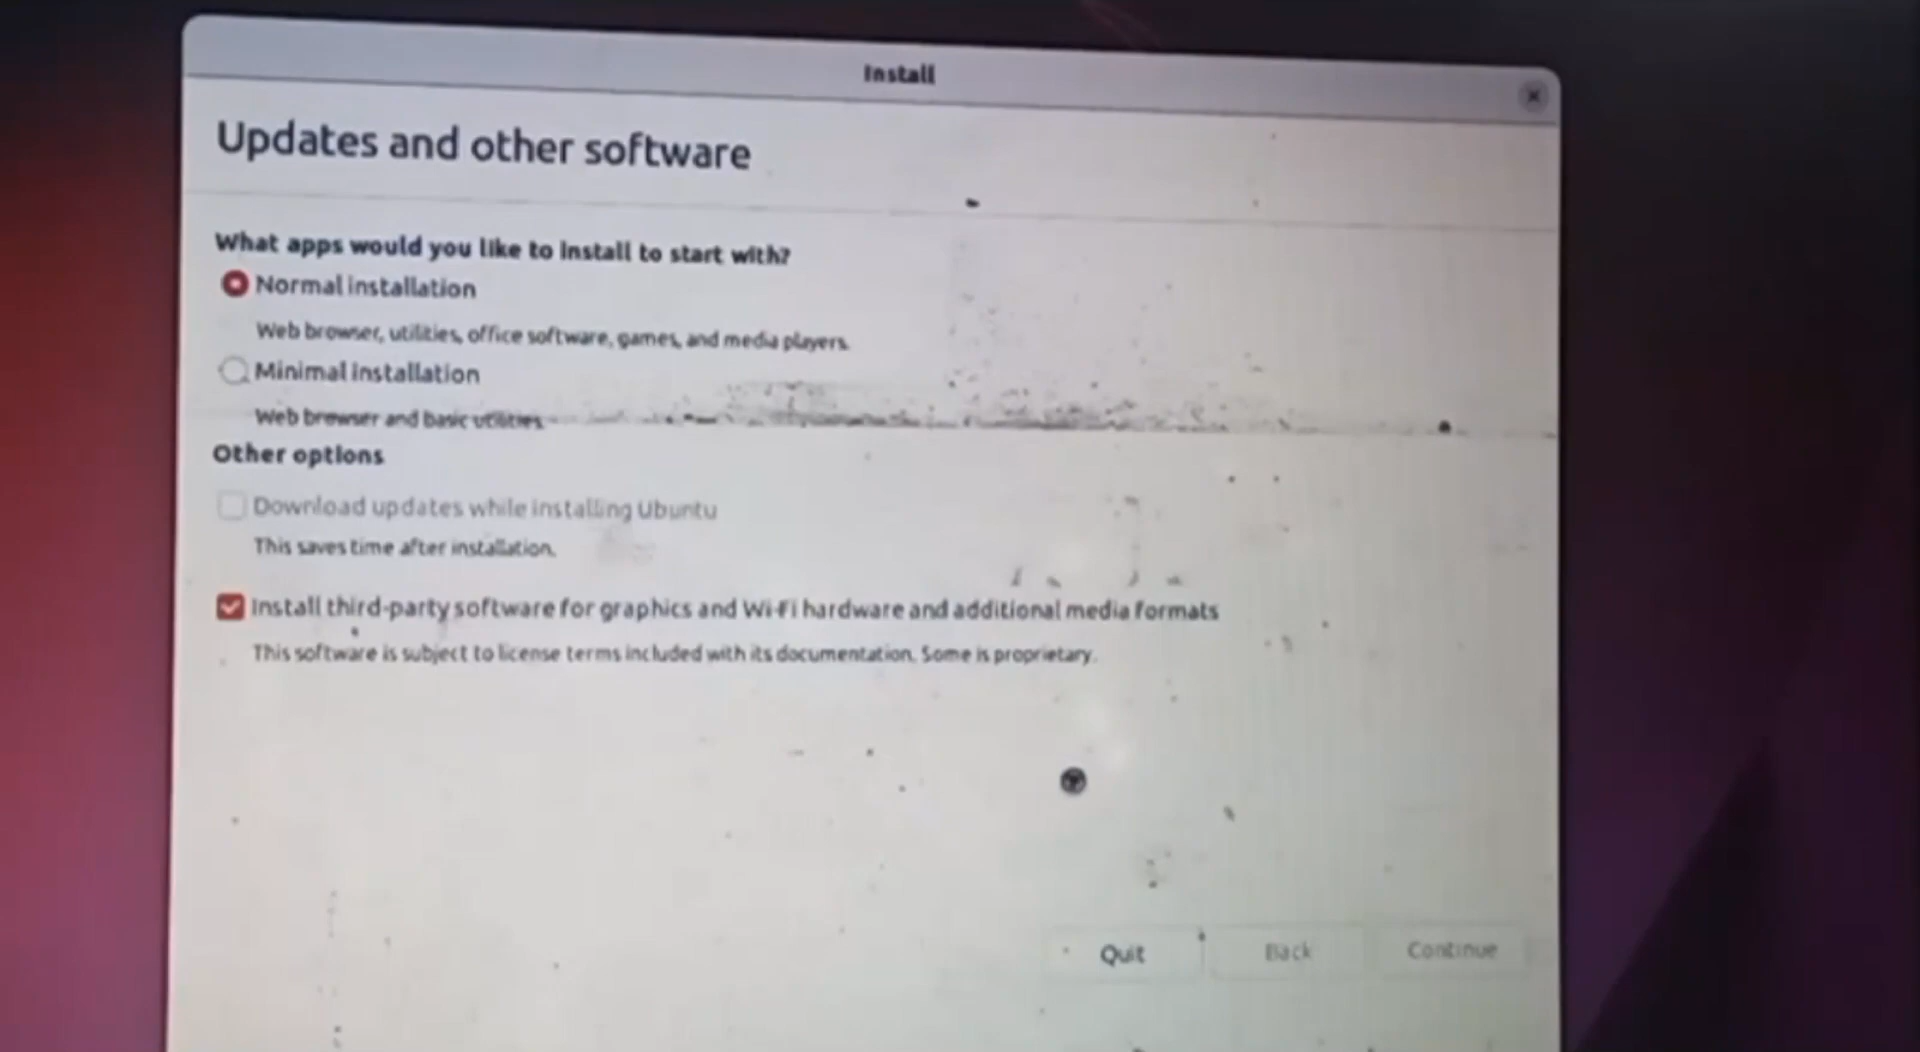 Install
Updates and other software
What apps would you like to install to start with?
Normal installation
Web browser, utilities, office software, games, and media players.
Minimal installation
Web browser and basic utilities.
Other options
Download updates while installing Ubuntu
This saves time after installation.
Install third-party software for graphics and Wi-Fi hardware and additional media formats
This software is subject to license terms included with its documentation. Some is proprietary.
Quit
Back
Continue